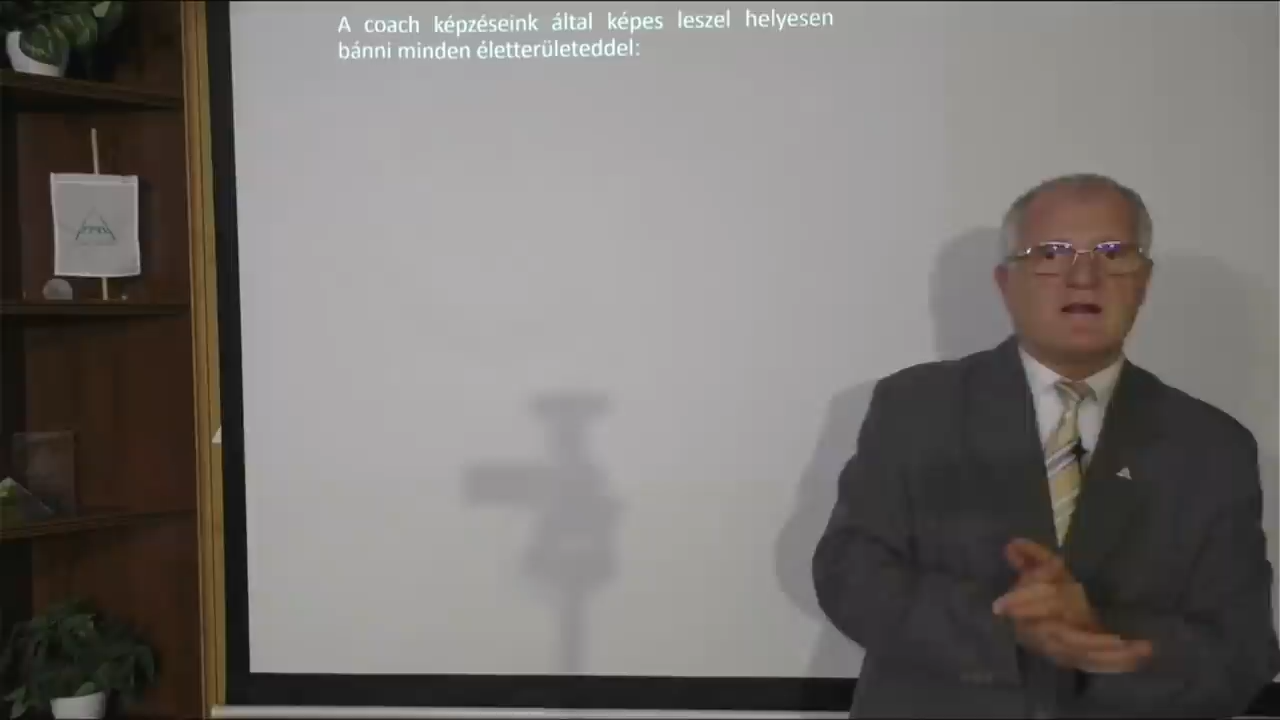 A coach képzéseink által képes leszel helyesen
bánni minden életterületeddel: